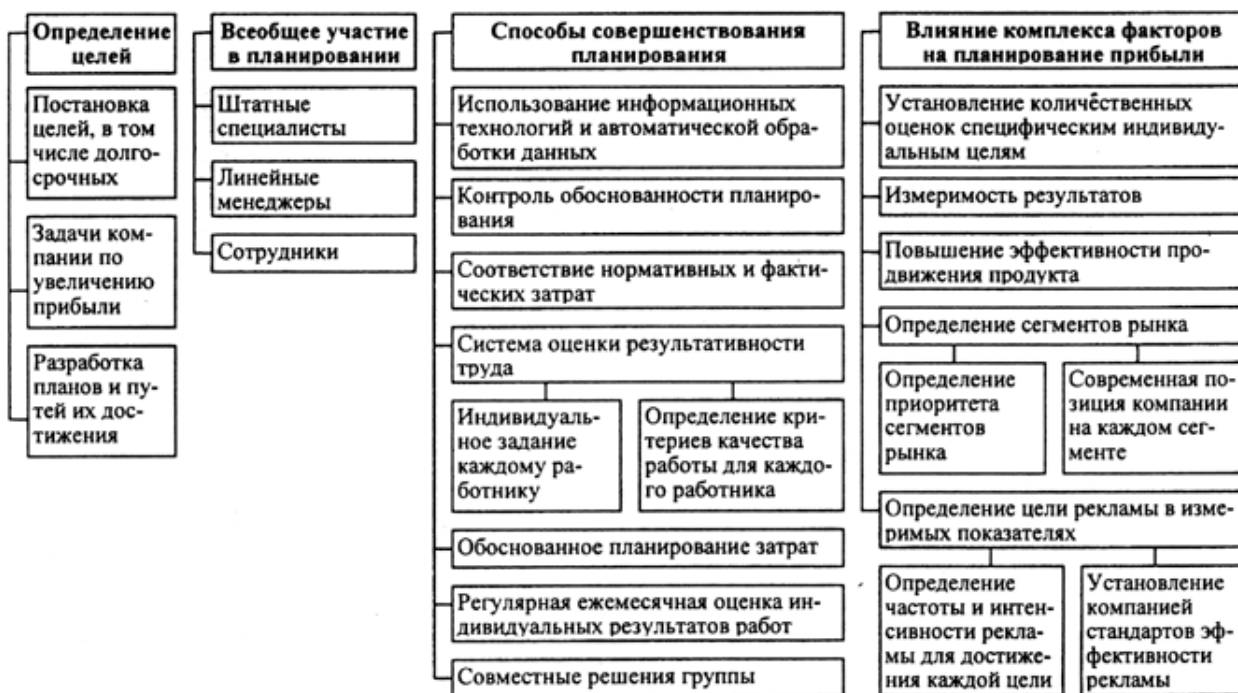 Определение
целей
Постановка
целей, в том
числе долго-
срочных
Задачи ком-
пании по
увеличению
прибыли
Разработка
планов и пу-
тей их дос-
тижения
Всеобщее участие
в планировании
Штатные
специалисты
Линейные
менеджеры
Сотрудники
Способы совершенствования
планирования
Использование информационных
технологий и автоматической обра-
ботки данных
Контроль обоснованности планиро-
вания
Соответствие нормативных и факти-
ческих затрат
Система оценки результативности
труда
Индивидуаль-
ное задание
каждому ра-
ботнику
Определение кри-
териев качества
работы для каждо-
го работника
Обоснованное планирование затрат
Регулярная ежемесячная оценка ин-
дивидуальных результатов работ
Совместные решения группы
Влияние комплекса факторов
на планирование прибыли
Установление количественных
оценок специфическим индивиду-
альным целям
Измеримость результатов
Повышение эффективности про-
движения продукта
Определение сегментов рынка
Определение
приоритета
сегментов
рынка
Современная по-
зиция компании
на каждом сег-
менте
Определение цели рекламы в изме-
римых показателях
Определение
частоты и интен-
сивности рекла-
мы для достиже-
ния каждой цели
Установление
компанией
стандартов эф-
фективности
рекламы